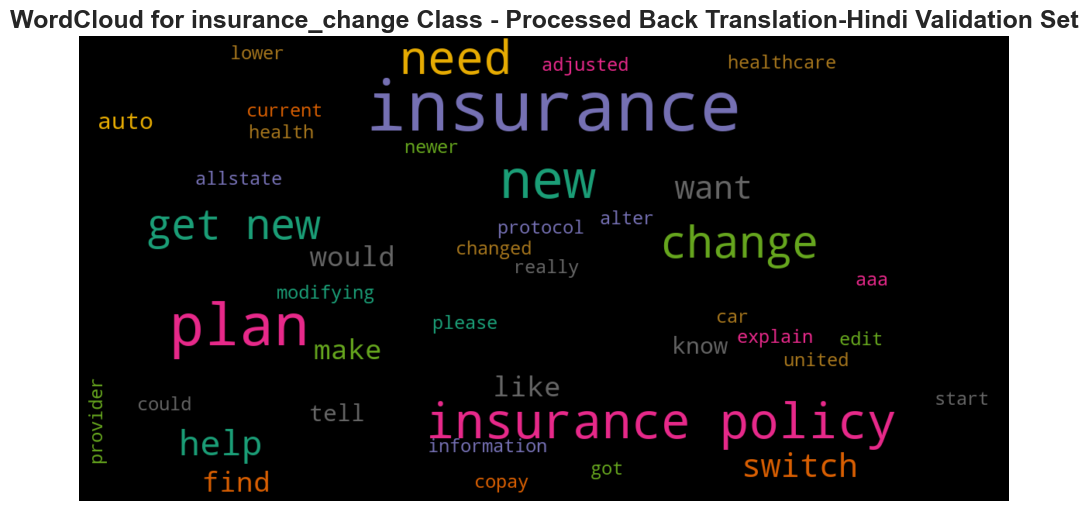 WordCloud for insurance_change Class - Processed Back Translation-Hindi Validation Set
lower
need
adjusted
healthcare
insurance
auto
current
health
newer
allstate
new
want
get new
protocol
alter
change
would
changed
really
modifying
aaa
plan
please
car
make
explain
edit
know
united
provider
could
tell
like
start
insurance policy
help
information
find
copay
got
switch